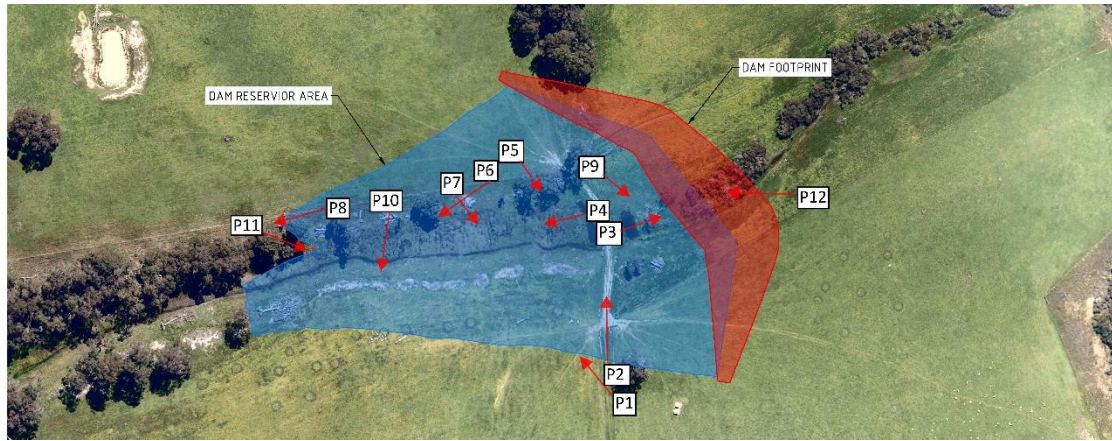 DAM FOOTPRINT
DAM RESERVIOR AREA
P5
P9
P6
P7
P10
P12
P8
P4
P11
P3
P2
P1